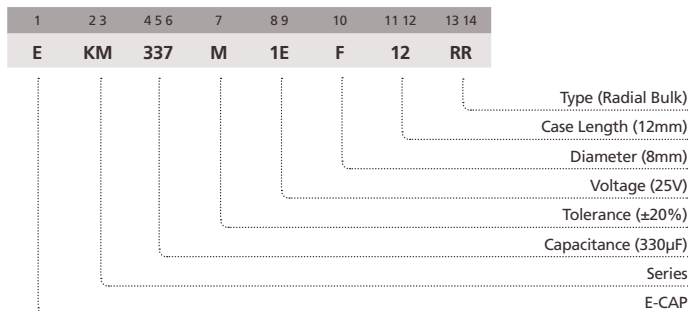 1 2 3 4 5 6 7 8 9 10 11 12 13 14
E KM 337 M 1E F 12 RR
Type (Radial Bulk)
Case Length (12mm)
Diameter (8mm)
Voltage (25V)
Tolerance (±20%)
Capacitance (330µF)
Series
E-CAP